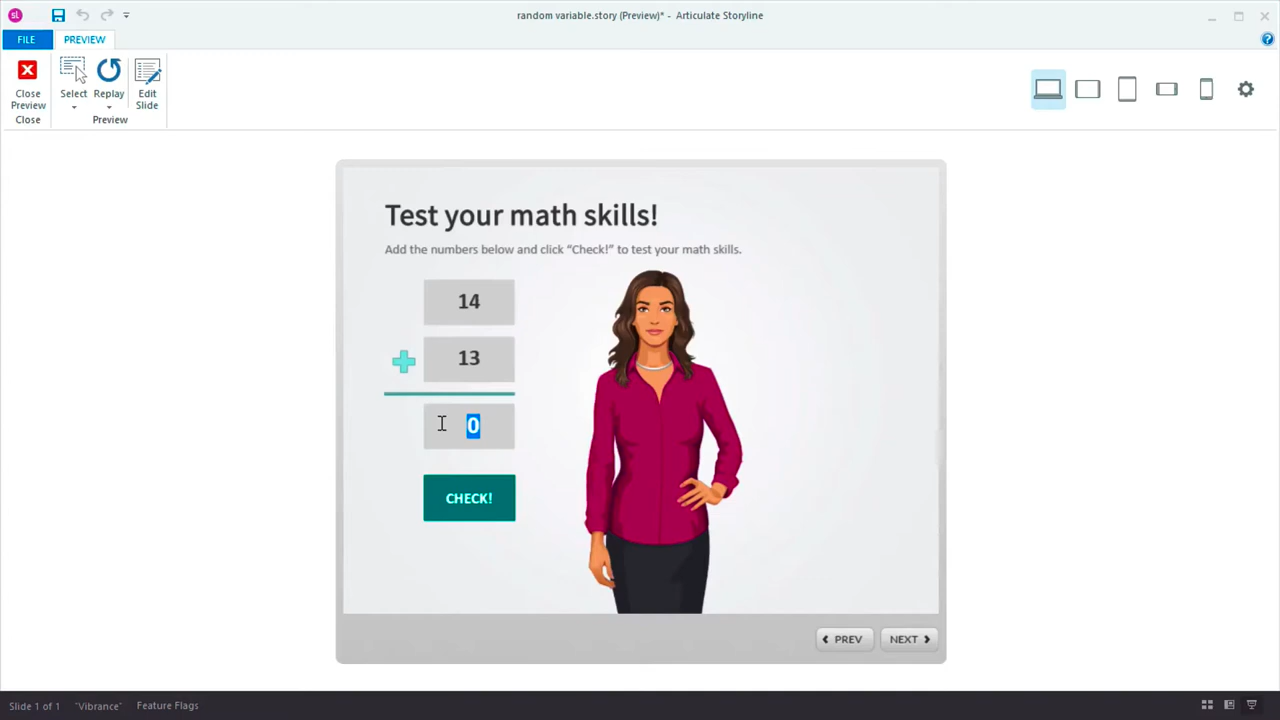 sl
random variable.story (Preview)* - Articulate Storyline
FILE
PREVIEW
?
Close
Preview
Select
Replay
Edit
Slide
Close
Preview
Test your math skills!
Add the numbers below and click “Check!” to test your math skills.
14
13
0
CHECK!
PREV
NEXT
Slide 1 of 1
"Vibrance"
Feature Flags